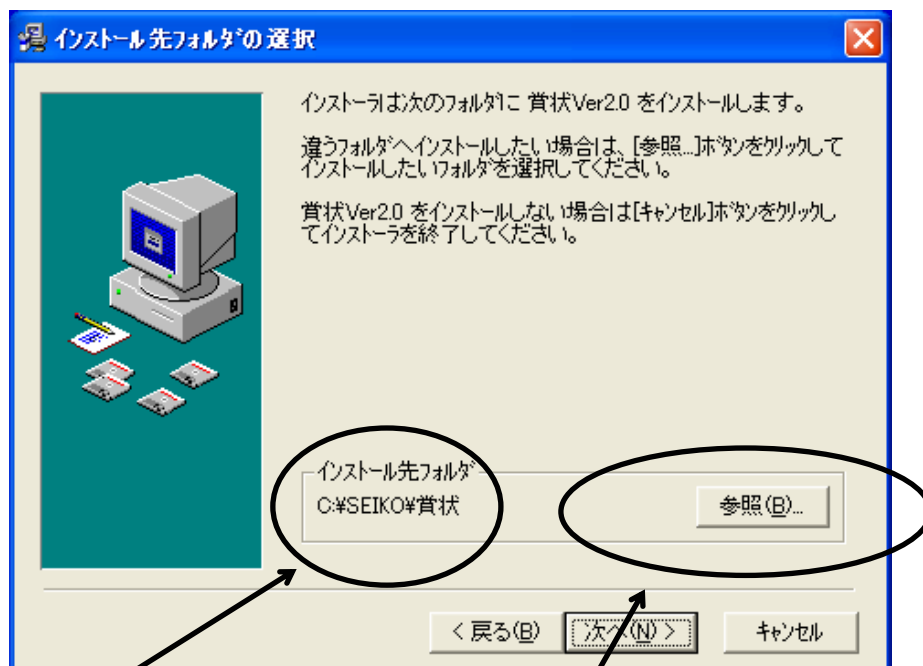 インストール先フォルダの選択
インストーラは次のフォルダに 賞状Ver2.0 をインストールします。
違うフォルダへインストールしたい場合は、[参照...]ボタンをクリックして
インストールしたいフォルダを選択してください。
賞状Ver2.0 をインストールしない場合は[キャンセル]ボタンをクリックし
てインストーラを終了してください。
インストール先フォルダ
C:¥SEIKO¥賞状
参照(B)...
< 戻る(B) 次へ(N) > キャンセル